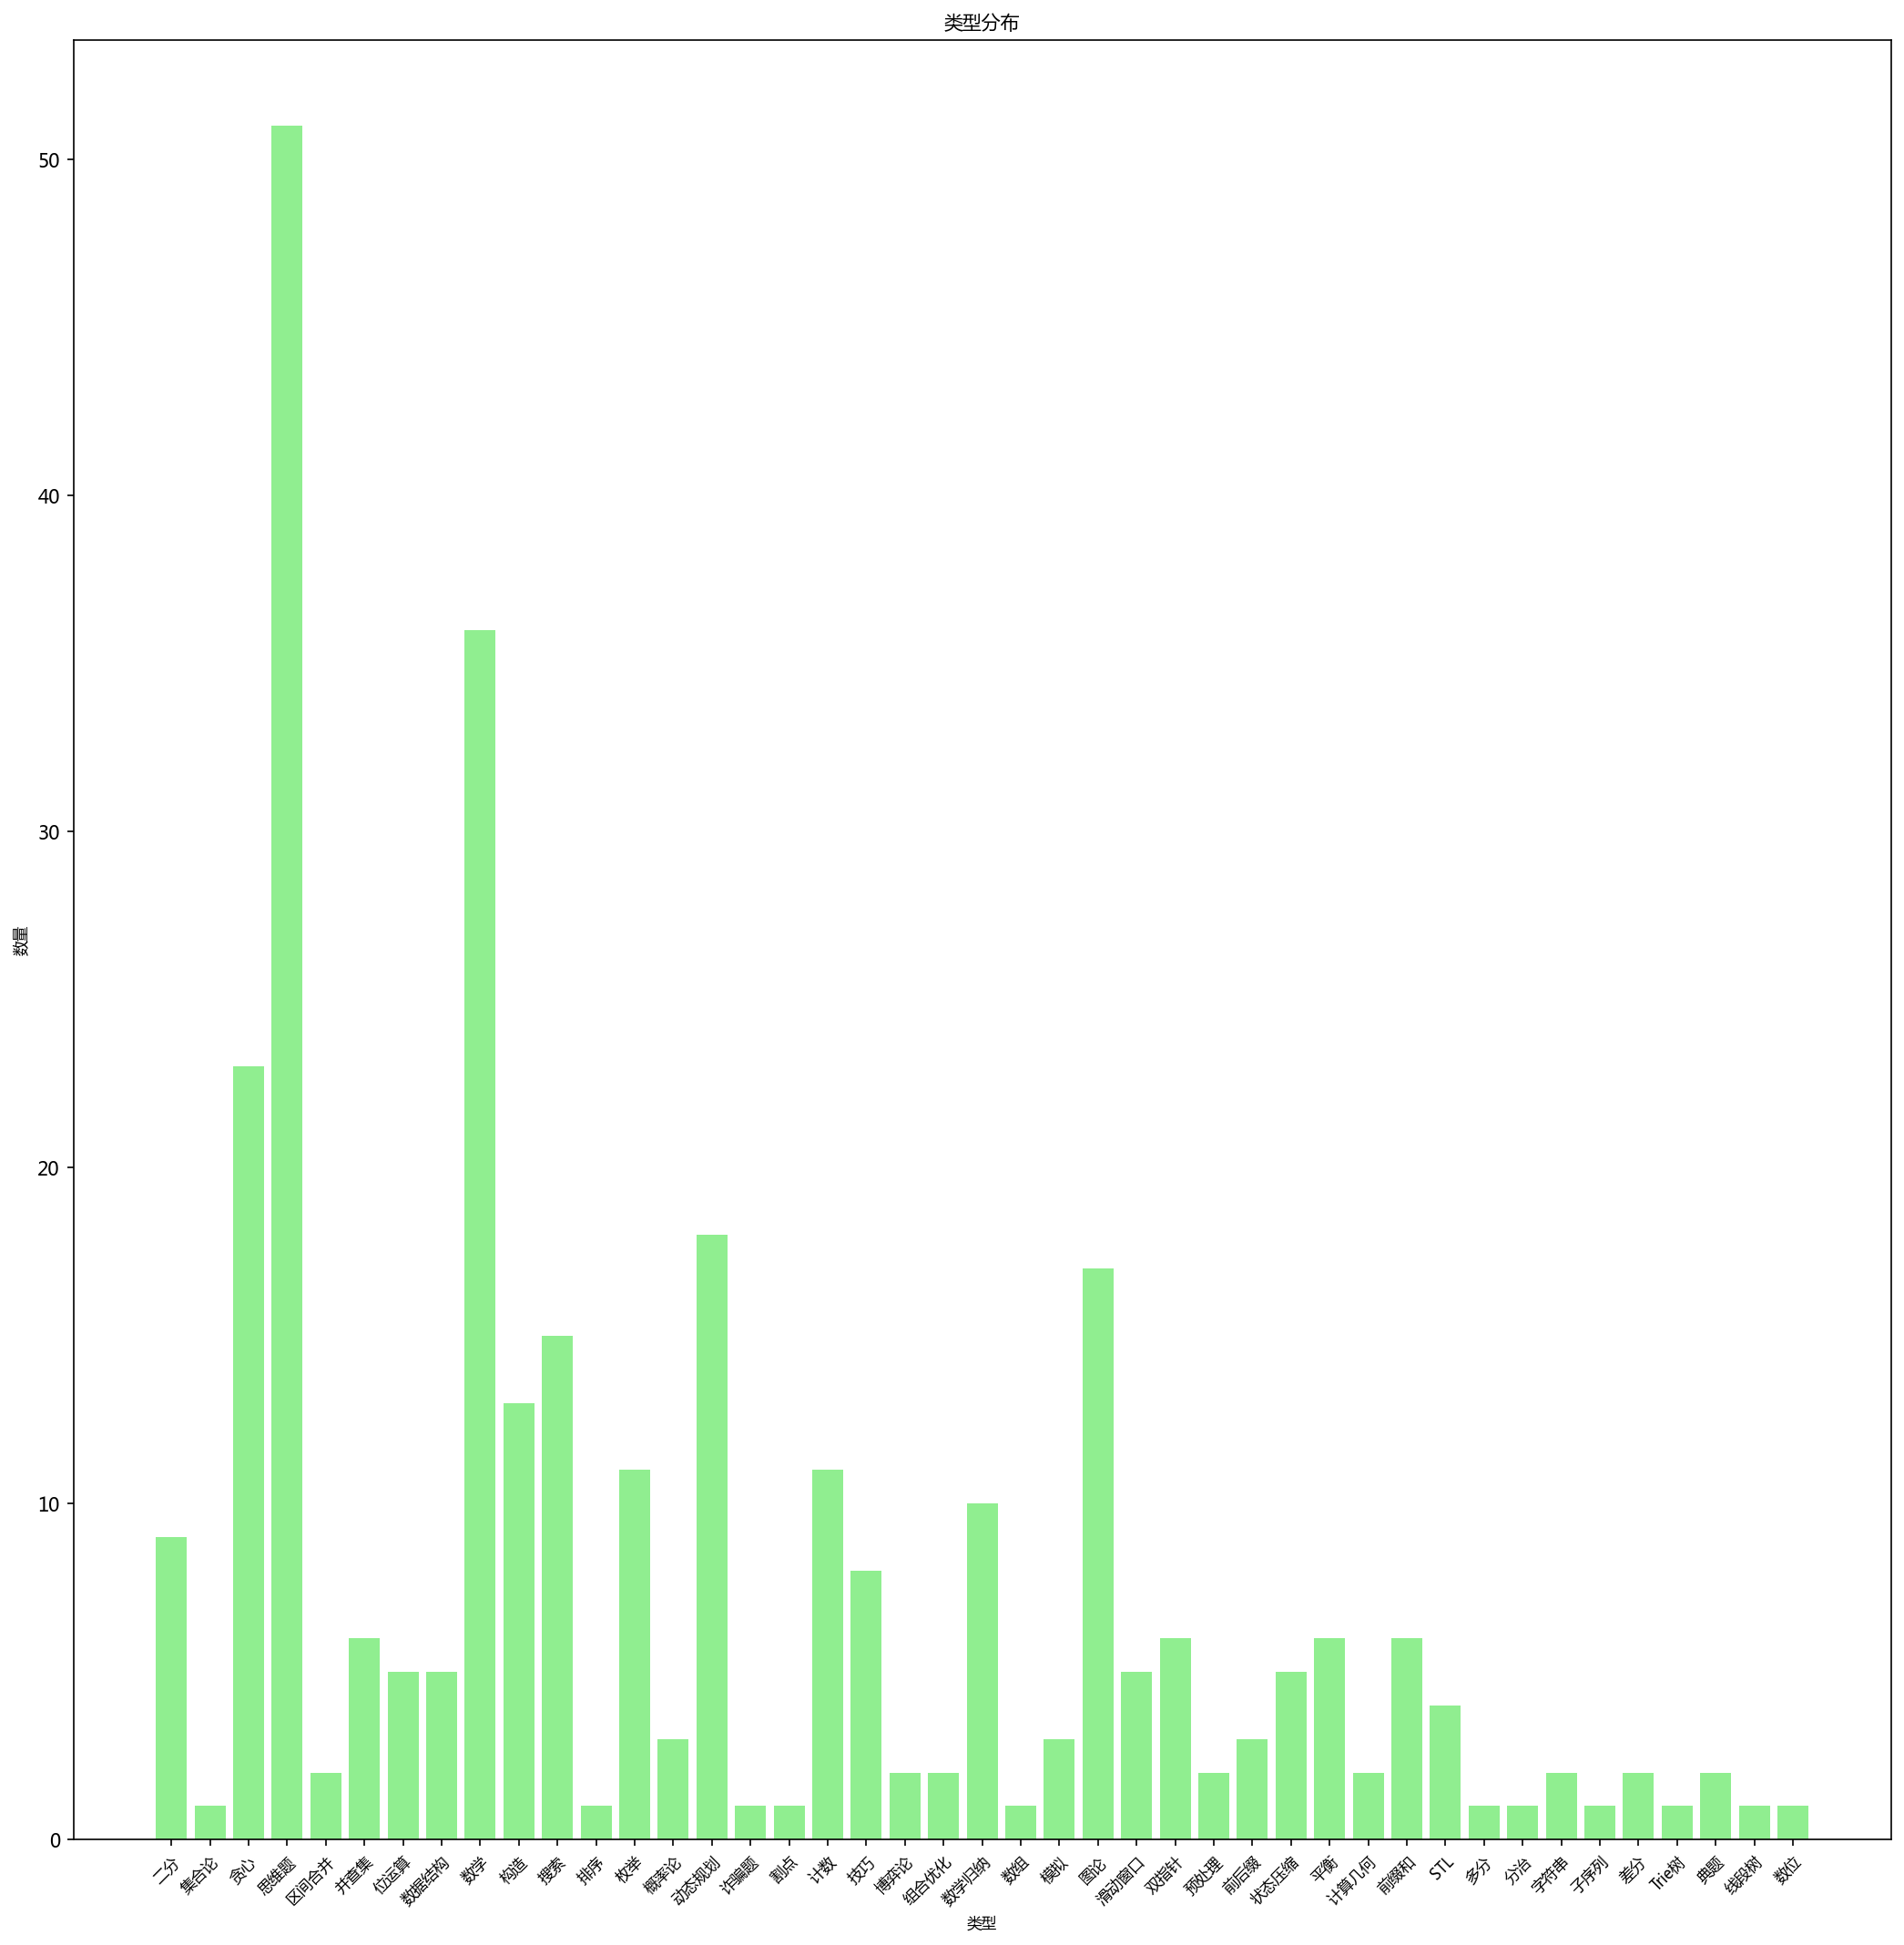 类型分布
50
40
30
20
10
0
数量
二分
集合论
贪心
思维题
区间合并
并查集
位运算
数据结构
数学
构造
搜索
排序
枚举
概率论
动态规划
诈骗题
割点
计数
技巧
博弈论
组合优化
数学归纳
数组
模拟
图论
滑动窗口
双指针
预处理
前后缀
状态压缩
平衡
计算几何
前缀和
STL
多分
分治
字符串
子序列
差分
Trie树
典题
线段树
数位
类型